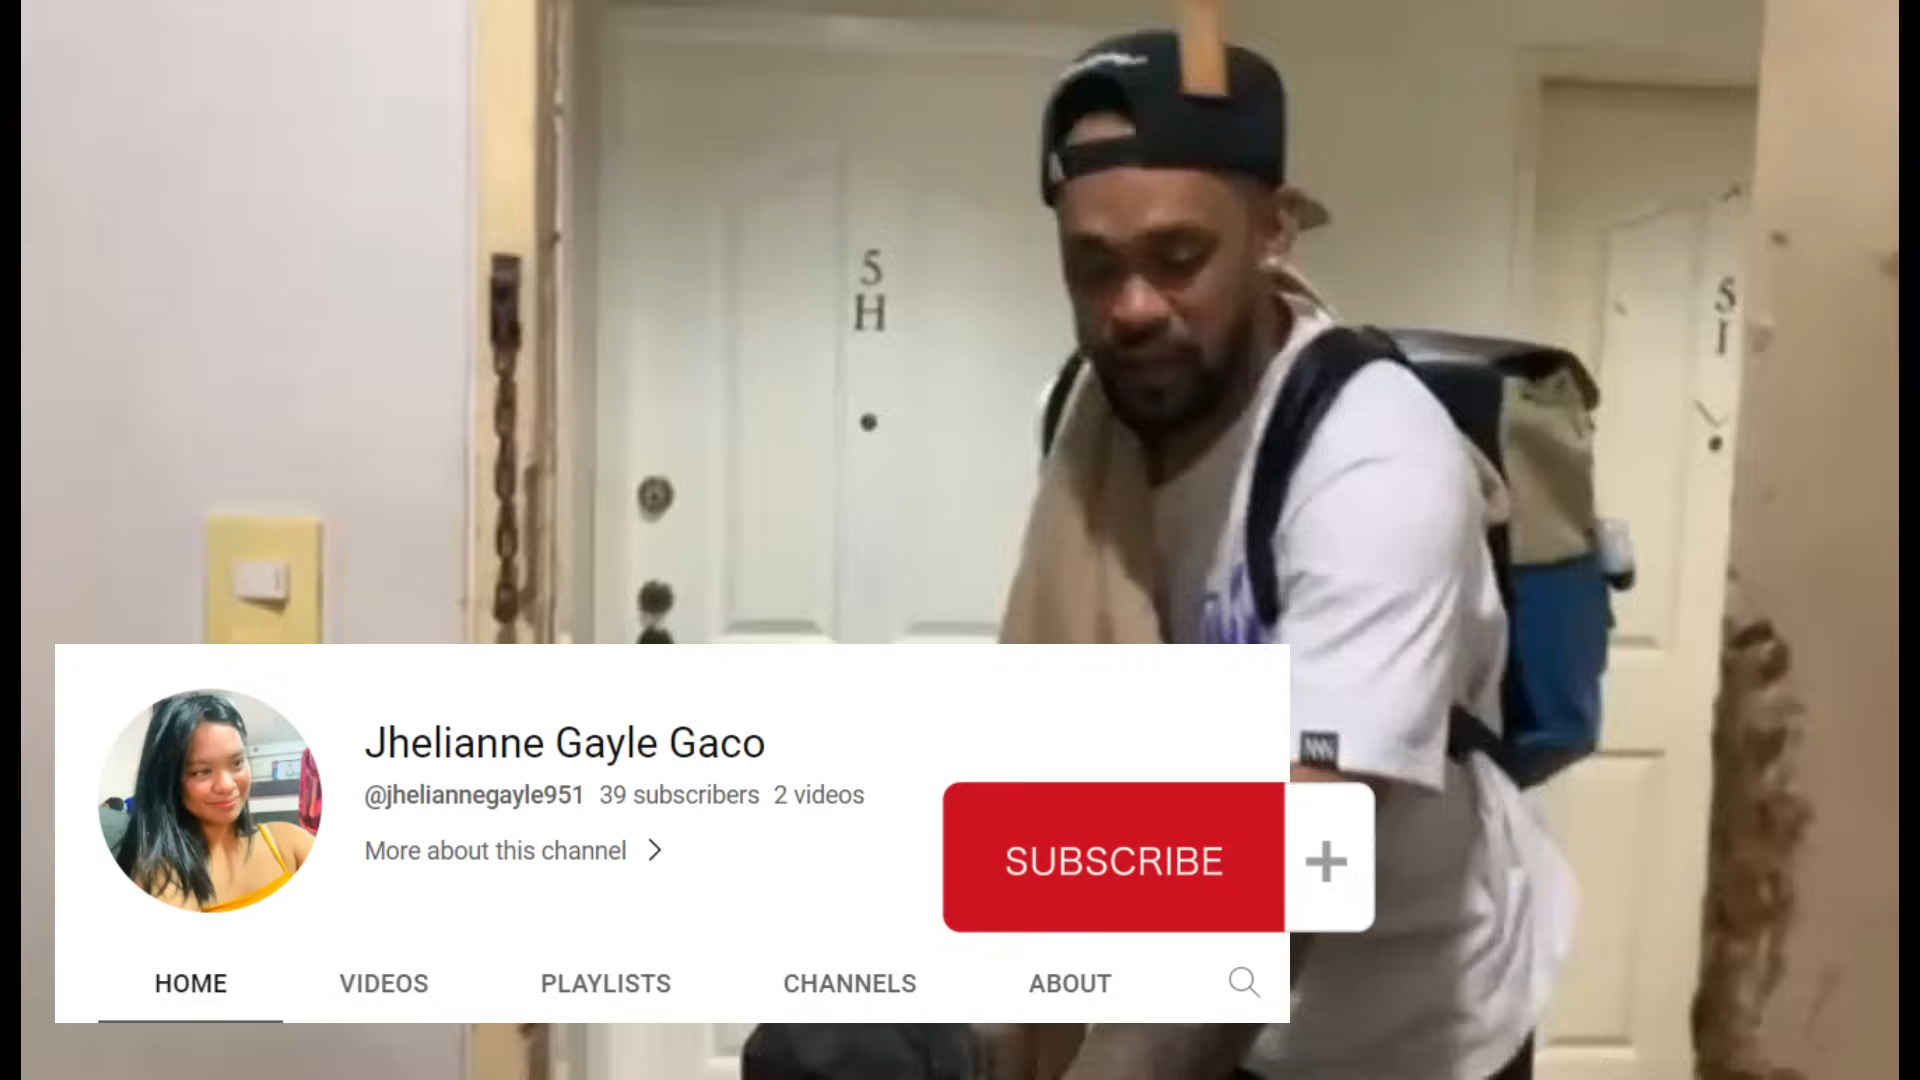 5
H
5
I
Jhelianne Gayle Gaco
@jheliannegayle951 39 subscribers 2 videos
More about this channel
SUBSCRIBE
HOME VIDEOS PLAYLISTS CHANNELS ABOUT